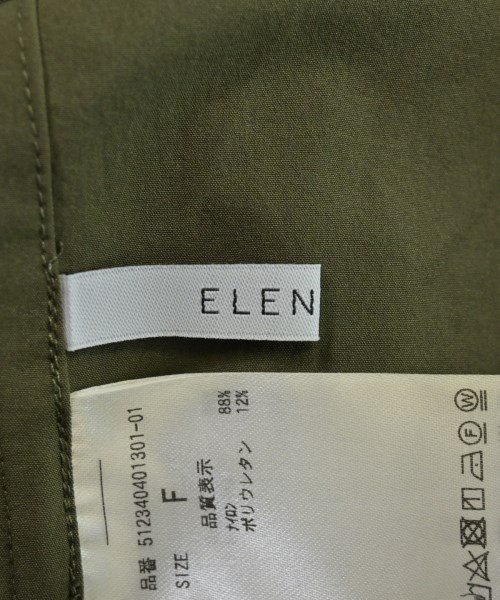 ELEN
品番 512340401301-01
SIZE F
品質表示
ナイロン 88%
ポリウレタン 12%
W
F